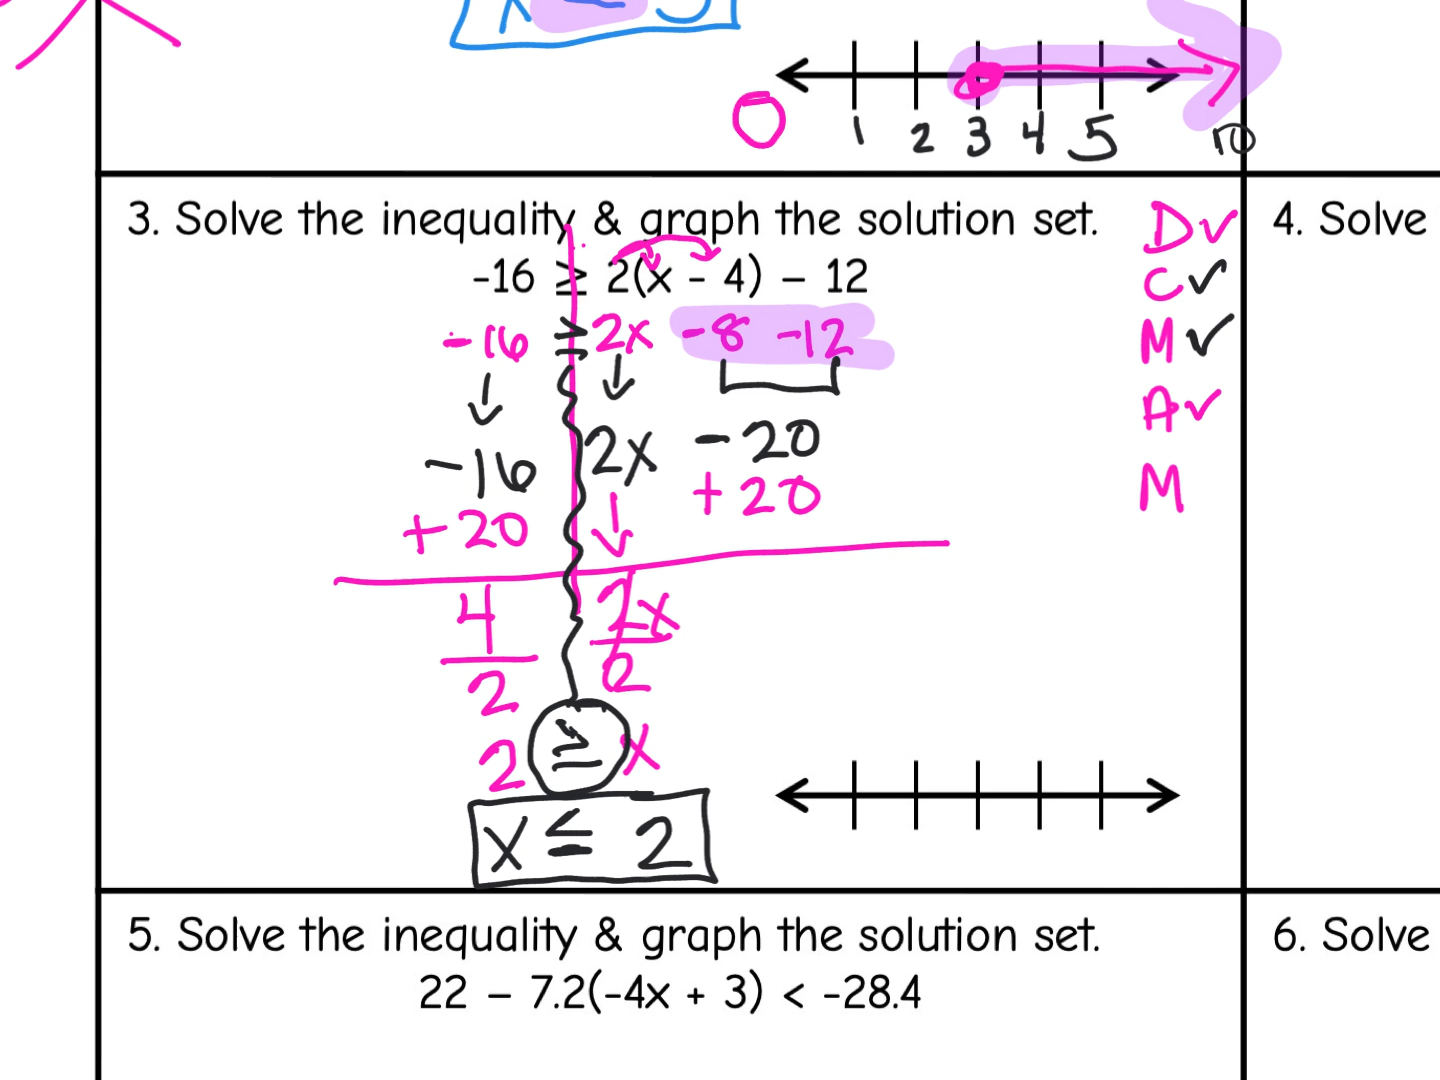 1 2 3 4 5 10
3. Solve the inequality & graph the solution set.
-16 ≥ 2(x - 4) – 12
-16 ≥ 2x -8 -12
-16 2x -20
+20 +20
4 2x
2 2
2 ≥ x
x ≤ 2
D✓
C✓
M✓
A✓
M
4. Solve
5. Solve the inequality & graph the solution set.
22 – 7.2(-4x + 3) < -28.4
6. Solve